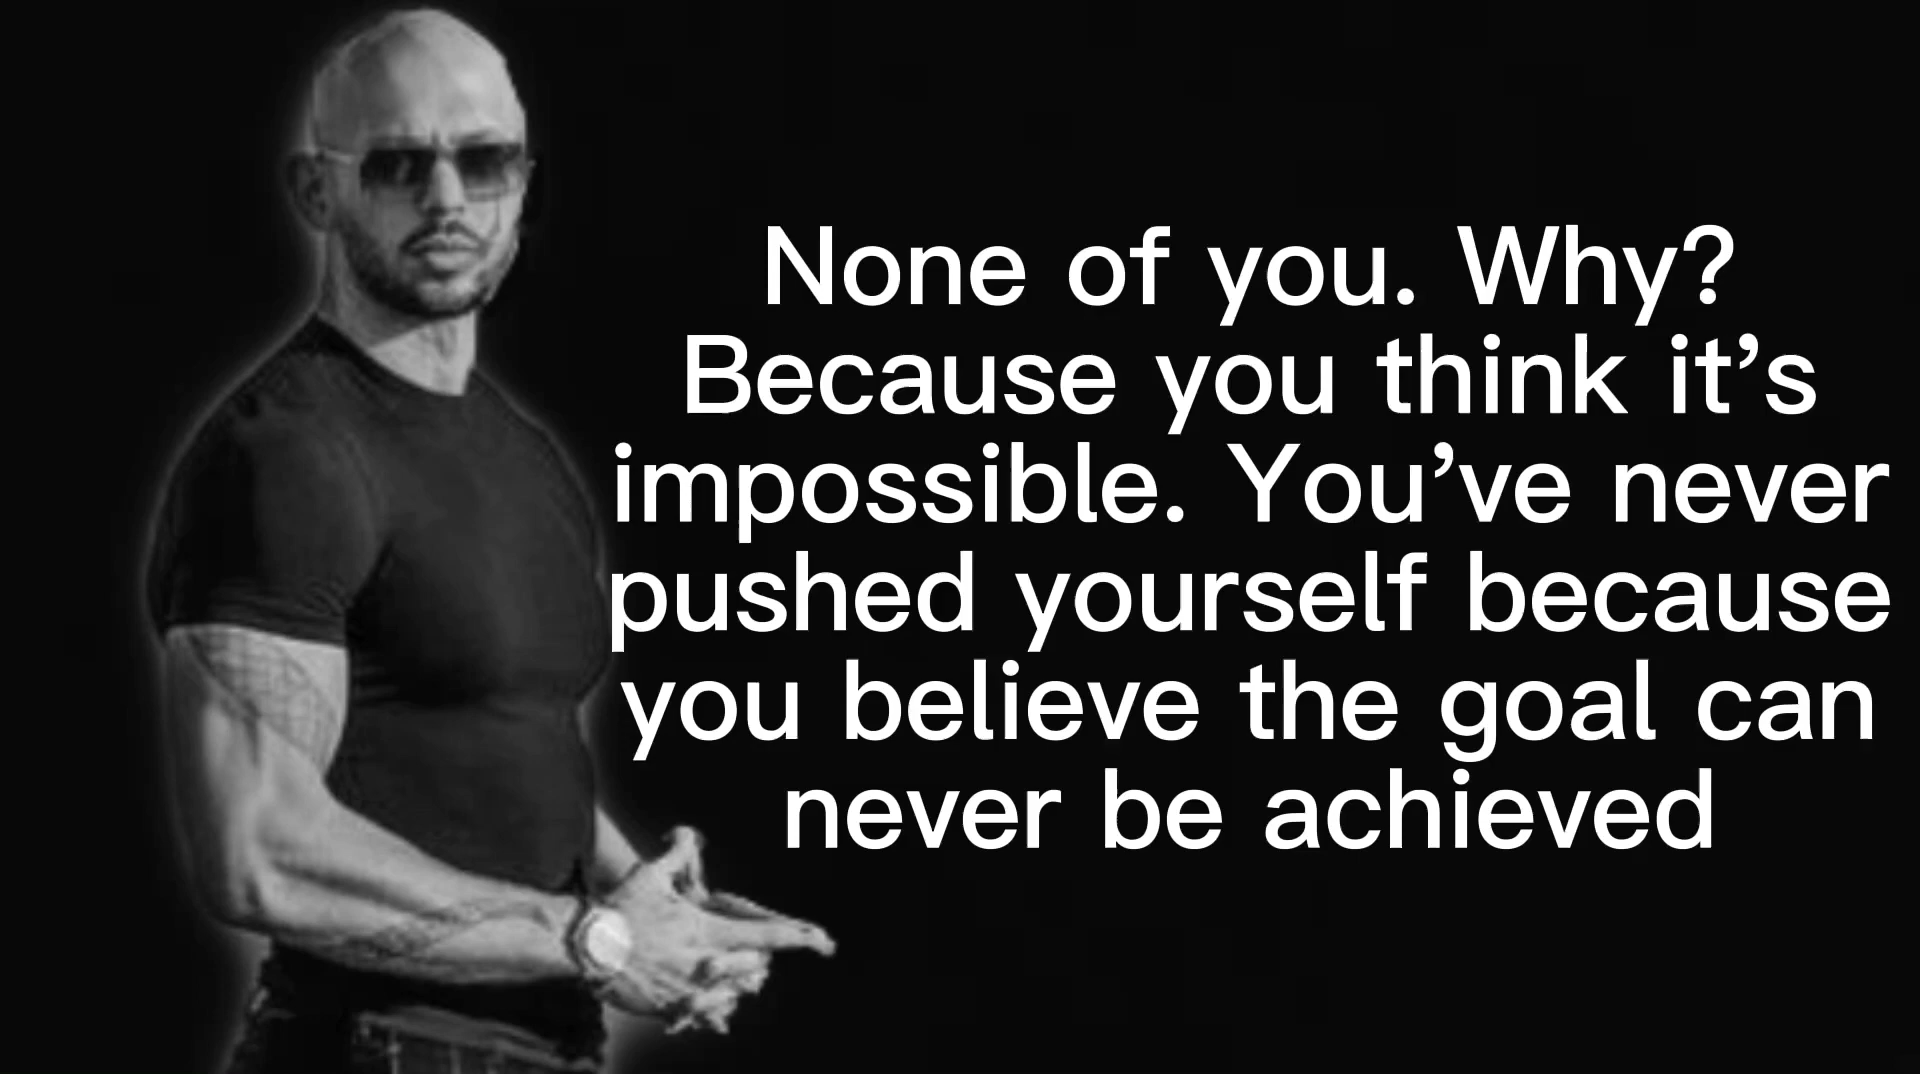 None of you. Why?
Because you think it’s
impossible. You’ve never
pushed yourself because
you believe the goal can
never be achieved